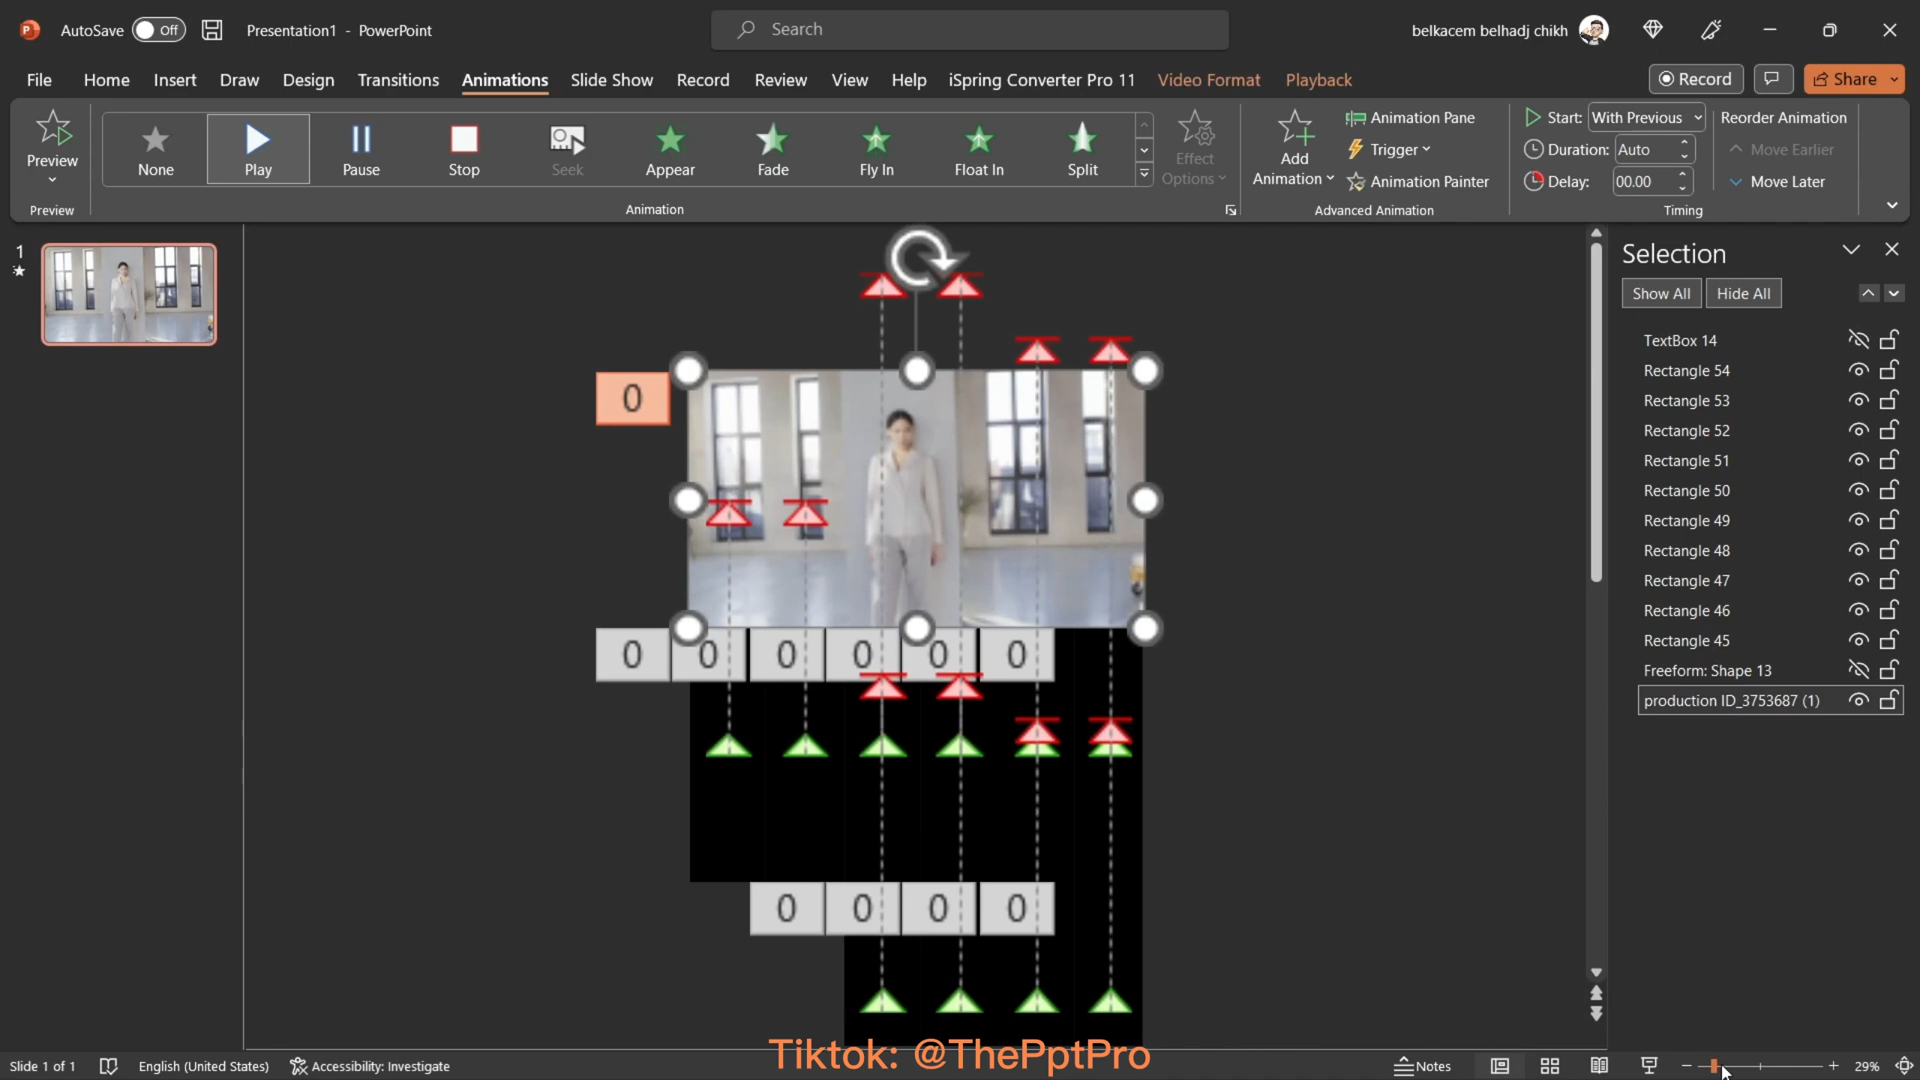 AutoSave Off Presentation1 - PowerPoint Search belkacem belhadj chikh
File Home Insert Draw Design Transitions Animations Slide Show Record Review View Help iSpring Converter Pro 11 Video Format Playback Record Share
Preview None Play Pause Stop Seek Appear Fade Fly In Float In Split
Effect Options
Add Animation
Animation Pane
Trigger
Animation Painter
Start: With Previous
Duration: Auto
Delay: 00.00
Reorder Animation
Move Earlier
Move Later
Preview Animation Advanced Animation Timing
1
Selection
Show All Hide All
TextBox 14
Rectangle 54
Rectangle 53
Rectangle 52
Rectangle 51
Rectangle 50
Rectangle 49
Rectangle 48
Rectangle 47
Rectangle 46
Rectangle 45
Freeform: Shape 13
production ID_3753687 (1)
0
0 0 0 0 0 0
0 0 0 0
Tiktok: @ThePptPro
Slide 1 of 1 English (United States) Accessibility: Investigate Notes 29%